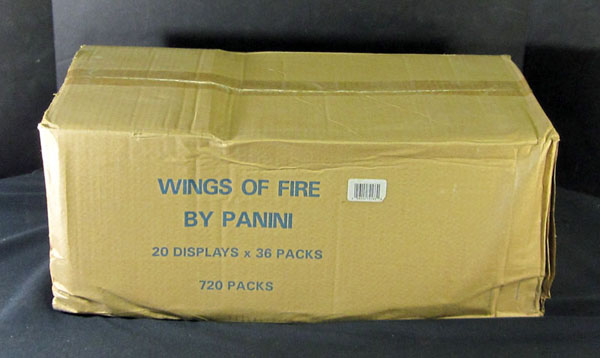 WINGS OF FIRE
BY PANINI
20 DISPLAYS x 36 PACKS
720 PACKS